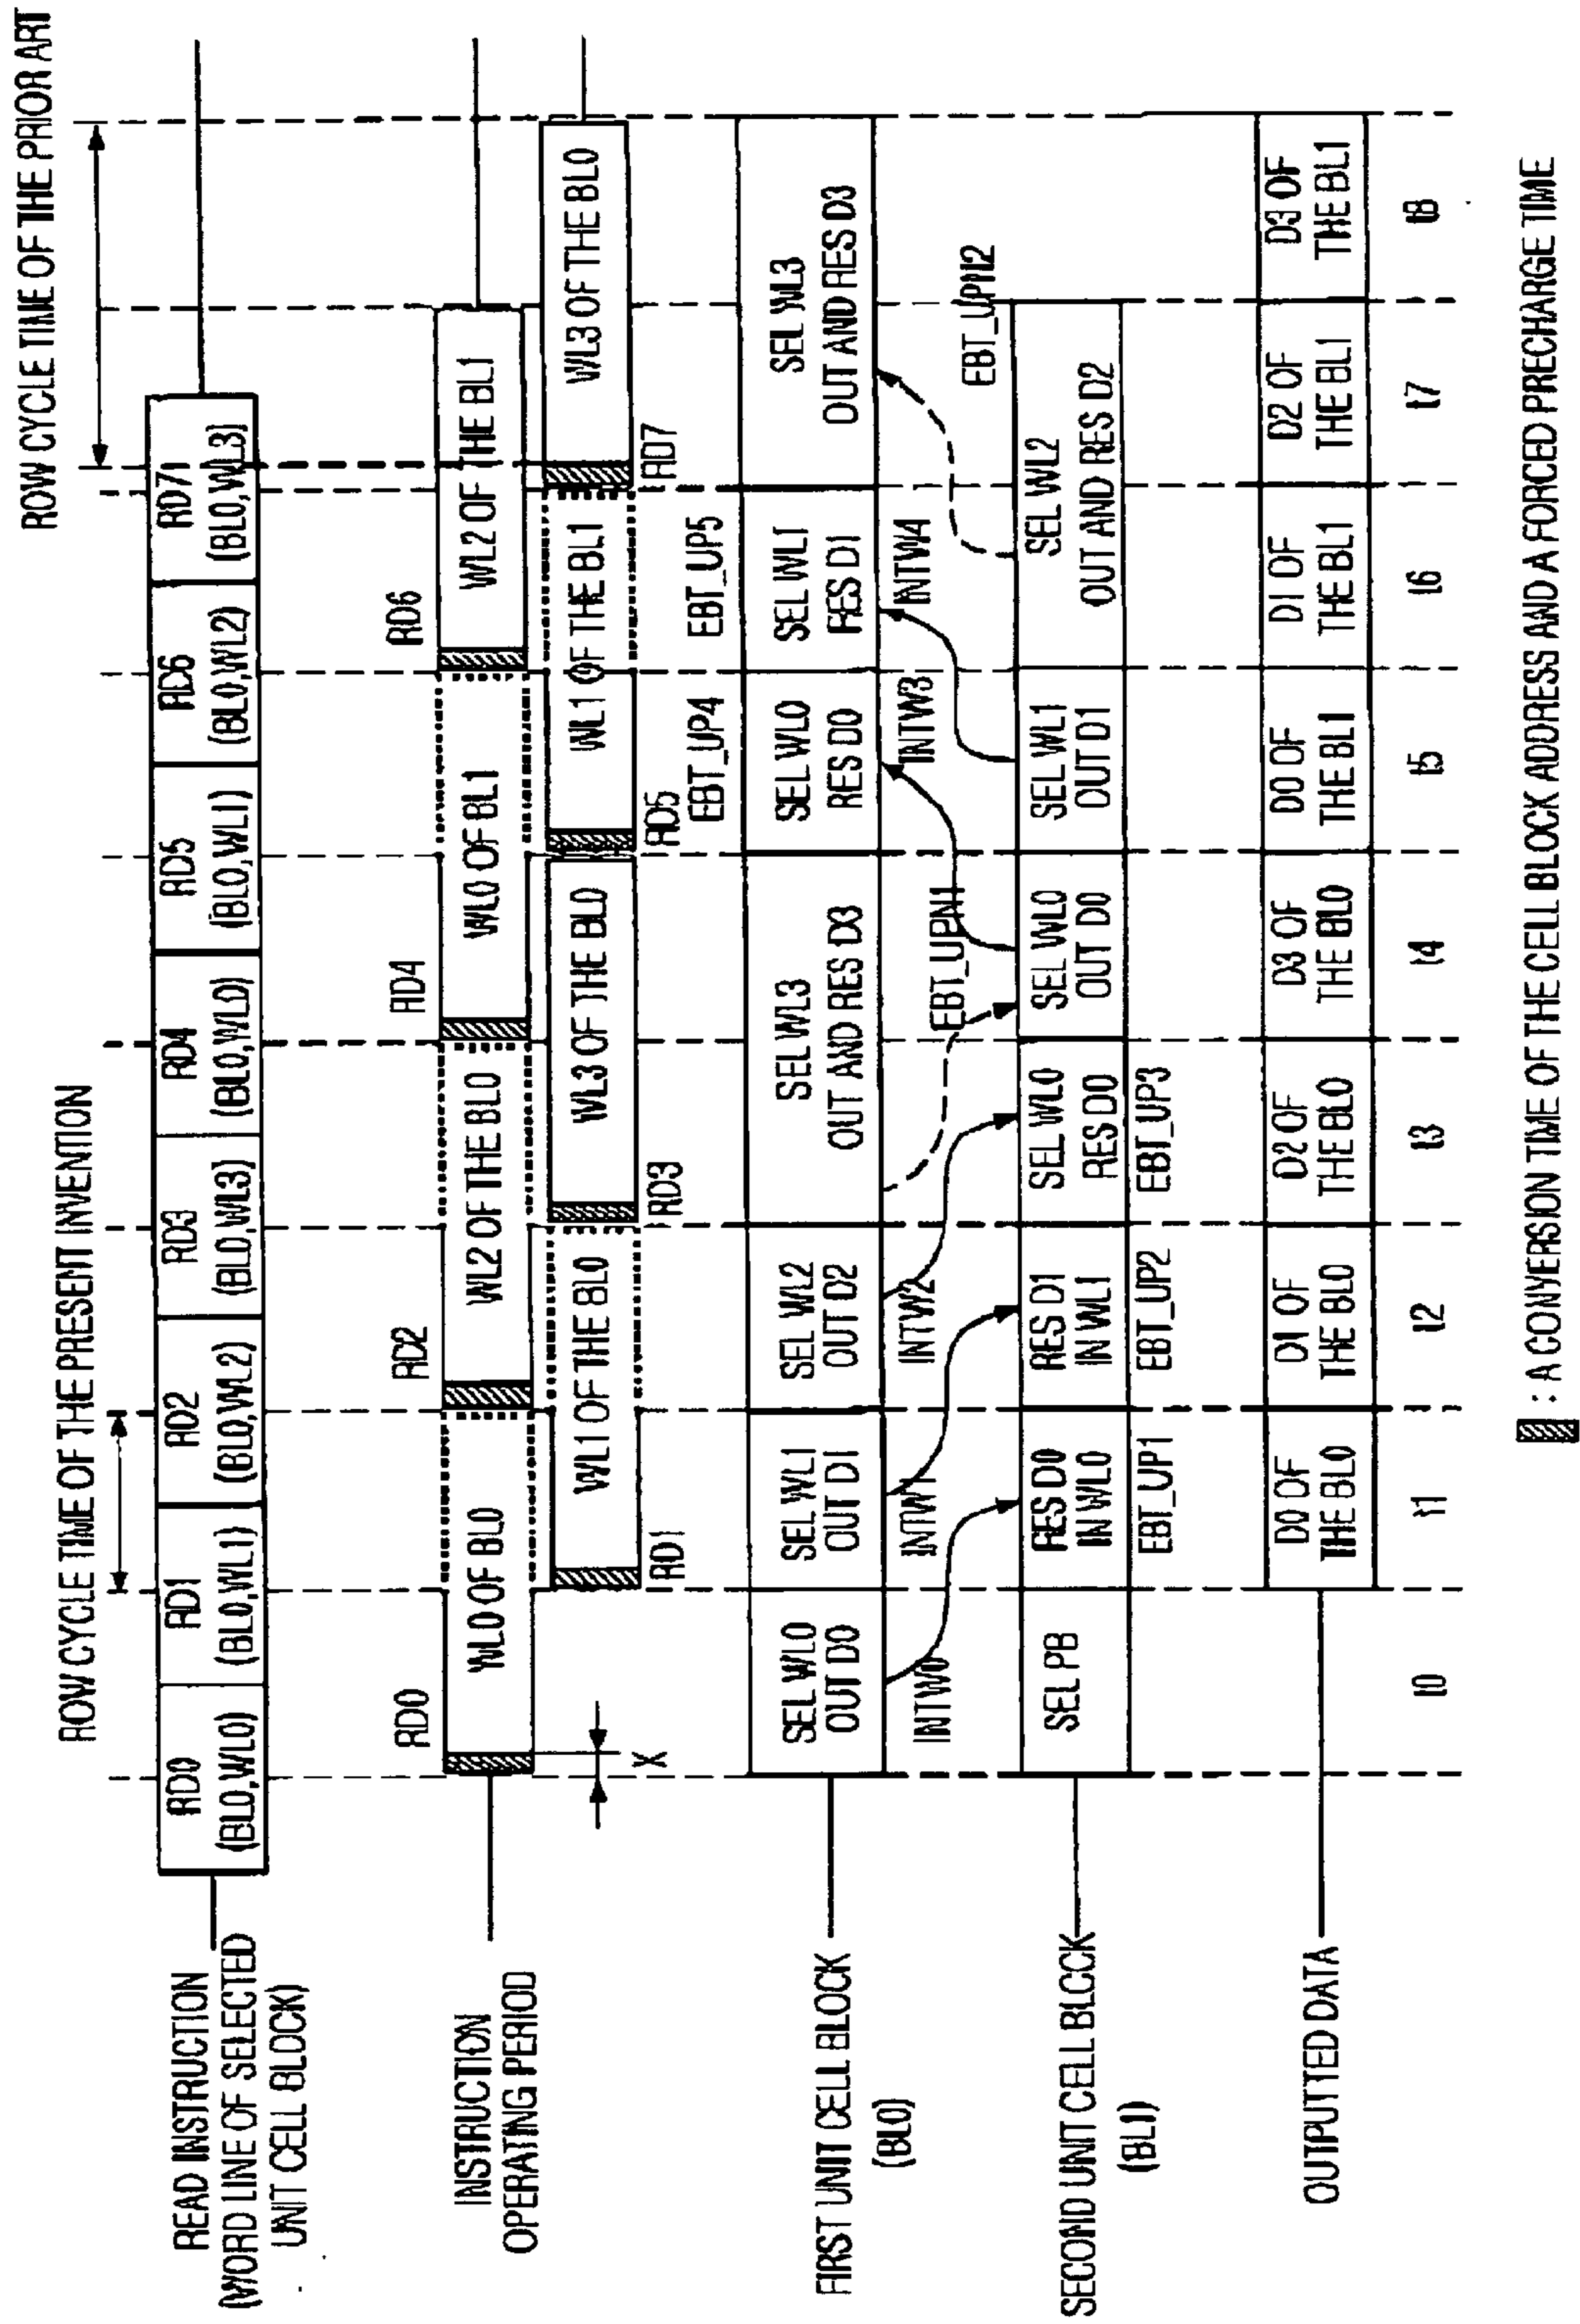 ROW CYCLE TIME OF THE PRESENT INVENTION
ROW CYCLE TIME OF THE PRIOR ART
READ INSTRUCTION
(WORD LINE OF SELECTED
UNIT CELL BLOCK)
RD0
(BL0,WL0)
RD1
(BL0,WL1)
RD2
(BL0,WL2)
RD3
(BL0,WL3)
RD4
(BL0,WL0)
RD5
(BL0,WL1)
RD6
(BL0,WL2)
RD7
(BL0,WL3)
INSTRUCTION
OPERATING PERIOD
RD0
WL0 OF BL0
RD2
WL2 OF THE BL0
RD4
WL0 OF BL1
RD6
WL2 OF THE BL1
X
WL1 OF THE BL0
RD1
WL3 OF THE BL0
RD3
WL1 OF THE BL1
RD5
WL3 OF THE BL0
RD7
EBT_UP4
EBT_UP5
FIRST UNIT CELL BLOCK
(BL0)
SEL WL0
OUT D0
SEL WL1
OUT D1
SEL WL2
OUT D2
SEL WL3
OUT AND RES D3
SEL WL0
RES D0
SEL WL1
RES D1
SEL WL3
OUT AND RES D3
INTW0
INTW1
INTW2
EBT_UPN1
INTW3
INTW4
EBT_UPN2
SECOND UNIT CELL BLOCK
(BL1)
SEL PB
RES D0
IN WL0
RES D1
IN WL1
SEL WL0
RES D0
SEL WL0
OUT D0
SEL WL1
OUT D1
SEL WL2
OUT AND RES D2
EBT_UP1
EBT_UP2
EBT_UP3
OUTPUTTED DATA
D0 OF
THE BL0
D1 OF
THE BL0
D2 OF
THE BL0
D3 OF
THE BL0
D0 OF
THE BL1
D1 OF
THE BL1
D2 OF
THE BL1
D3 OF
THE BL1
t0
t1
t2
t3
t4
t5
t6
t7
t8
: A CONVERSION TIME OF THE CELL BLOCK ADDRESS AND A FORCED PRECHARGE TIME